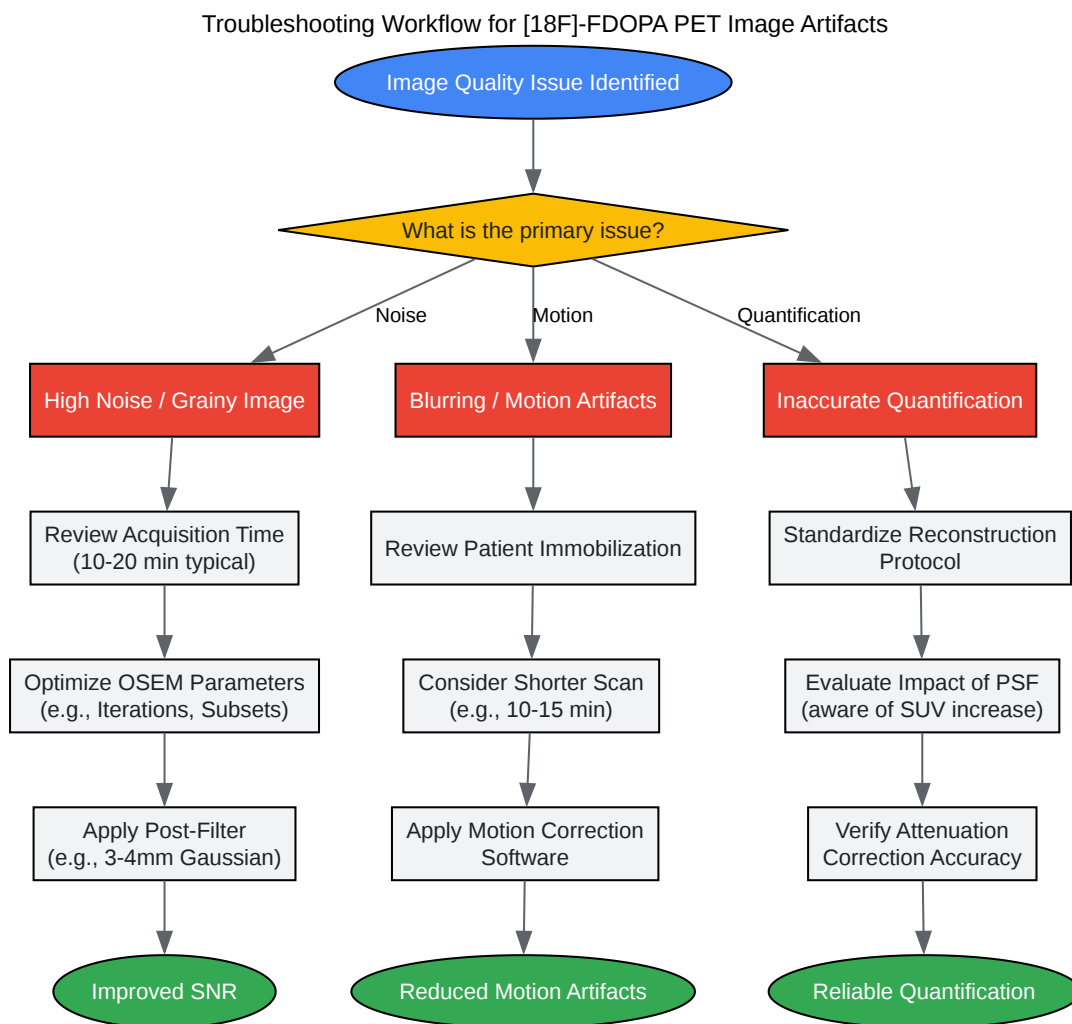 Troubleshooting Workflow for [18F]-FDOPA PET Image Artifacts
Image Quality Issue Identified
What is the primary issue?
Noise
Motion
Quantification
High Noise / Grainy Image
Blurring / Motion Artifacts
Inaccurate Quantification
Review Acquisition Time
(10-20 min typical)
Review Patient Immobilization
Standardize Reconstruction
Protocol
Optimize OSEM Parameters
(e.g., Iterations, Subsets)
Consider Shorter Scan
(e.g., 10-15 min)
Evaluate Impact of PSF
(aware of SUV increase)
Apply Post-Filter
(e.g., 3-4mm Gaussian)
Apply Motion Correction
Software
Verify Attenuation
Correction Accuracy
Improved SNR
Reduced Motion Artifacts
Reliable Quantification